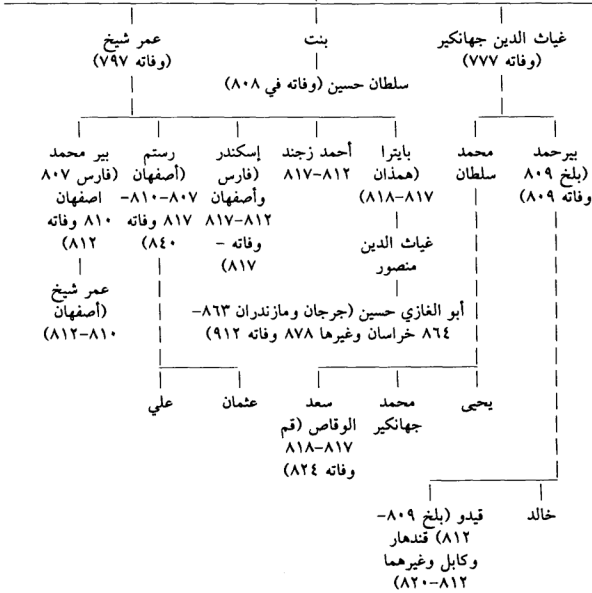 غياث الدين جهانكير
(وفاته ٧٧٧)
بنت
سلطان حسين (وفاته في ٨٠٨)
عمر شيخ
(وفاته ٧٩٧)
بيرحمد
(بلخ ٨٠٩
وفاته ٨٠٩)
محمد
سلطان
بايترا
(همذان
٨١٧-٨١٨)
أحمد زجند
٨١٢-٨١٧
إسكندر
(فارس
وأصفهان
٨١٢-٨١٧
وفاته -
٨١٧)
رستم
(أصفهان
٨٠٧-٨١٠-
٨١٧ وفاته
٨٤٠)
بير محمد
(فارس ٨٠٧
اصفهان
٨١٠ وفاته
٨١٢)
غياث الدين
منصور
عمر شيخ
(أصفهان
٨١٠-٨١٢)
أبو الغازي حسين (جرجان ومازندران ٨٦٣-
٨٦٤ خراسان وغيرها ٨٧٨ وفاته ٩١٢)
يحيى
محمد
جهانكير
سعد
الوقاص (قم
٨١٧-٨١٨
وفاته ٨٢٤)
عثمان
علي
خالد
قيدو (بلخ ٨٠٩-
٨١٢) قندهار
وكابل وغيرهما
٨١٢-٨٢٠)